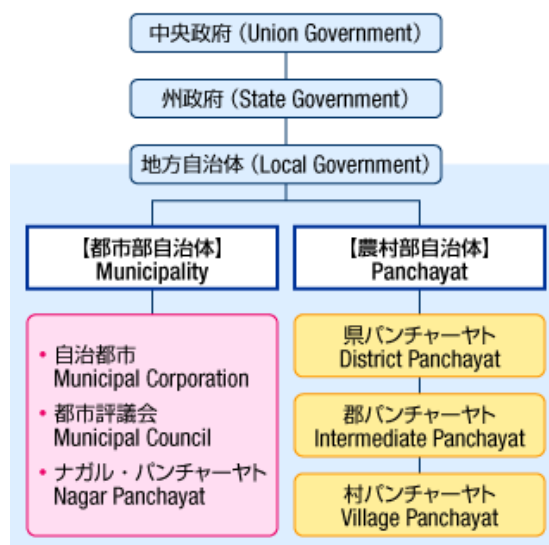 中央政府（Union Government）
州政府（State Government）
地方自治体（Local Government）
【都市部自治体】
Municipality
・自治都市
Municipal Corporation
・都市評議会
Municipal Council
・ナガル・パンチャーヤト
Nagar Panchayat
【農村部自治体】
Panchayat
県パンチャーヤト
District Panchayat
郡パンチャーヤト
Intermediate Panchayat
村パンチャーヤト
Village Panchayat